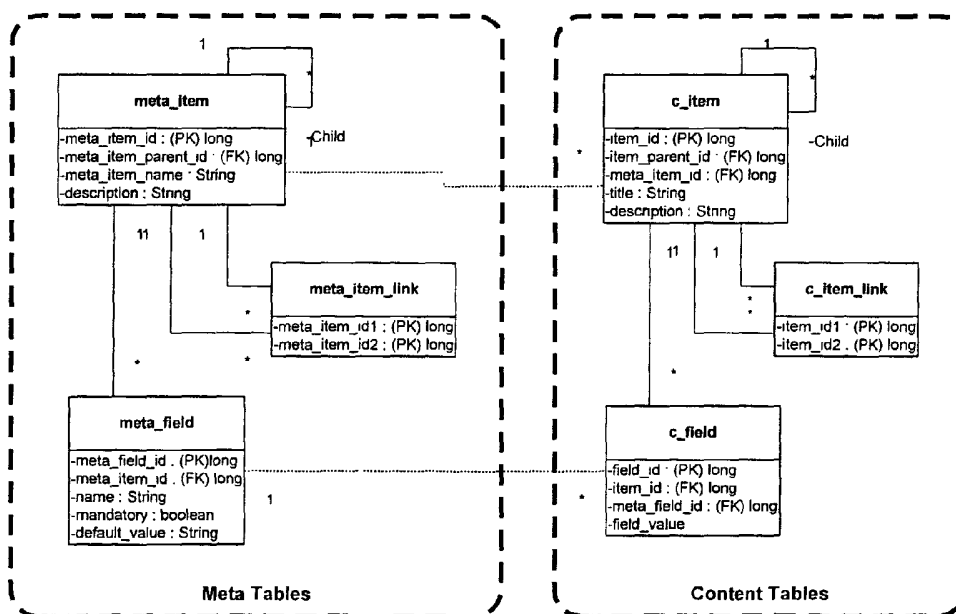 1
*
meta_item
-meta_item_id : (PK) long
-meta_item_parent_id : (FK) long
-meta_item_name : String
-description : String
-Child
11
1
meta_item_link
-meta_item_id1 : (PK) long
-meta_item_id2 : (PK) long
*
*
*
meta_field
-meta_field_id . (PK)long
-meta_item_id . (FK) long
-name : String
-mandatory : boolean
-default_value : String
1
Meta Tables
1
*
c_item
-item_id ; (PK) long
-item_parent_id : (FK) long
-meta_item_id : (FK) long
-title : String
-description : String
-Child
*
11
1
c_item_link
-item_id1 : (PK) long
-item_id2 . (PK) long
*
*
*
c_field
-field_id : (PK) long
-item_id : (FK) long
-meta_field_id : (FK) long
-field_value
*
Content Tables